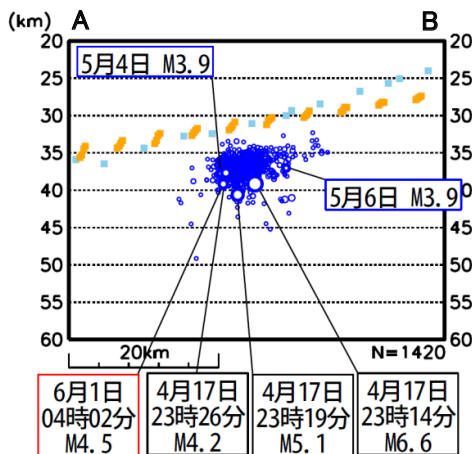 (km) A B
20 20
5月4日 M3.9
25 25
30 30
35 35
40 40
5月6日 M3.9
45 45
50 50
55 55
60 60
20km N=1420
6月1日
04時02分
M4.5
4月17日
23時26分
M4.2
4月17日
23時19分
M5.1
4月17日
23時14分
M6.6